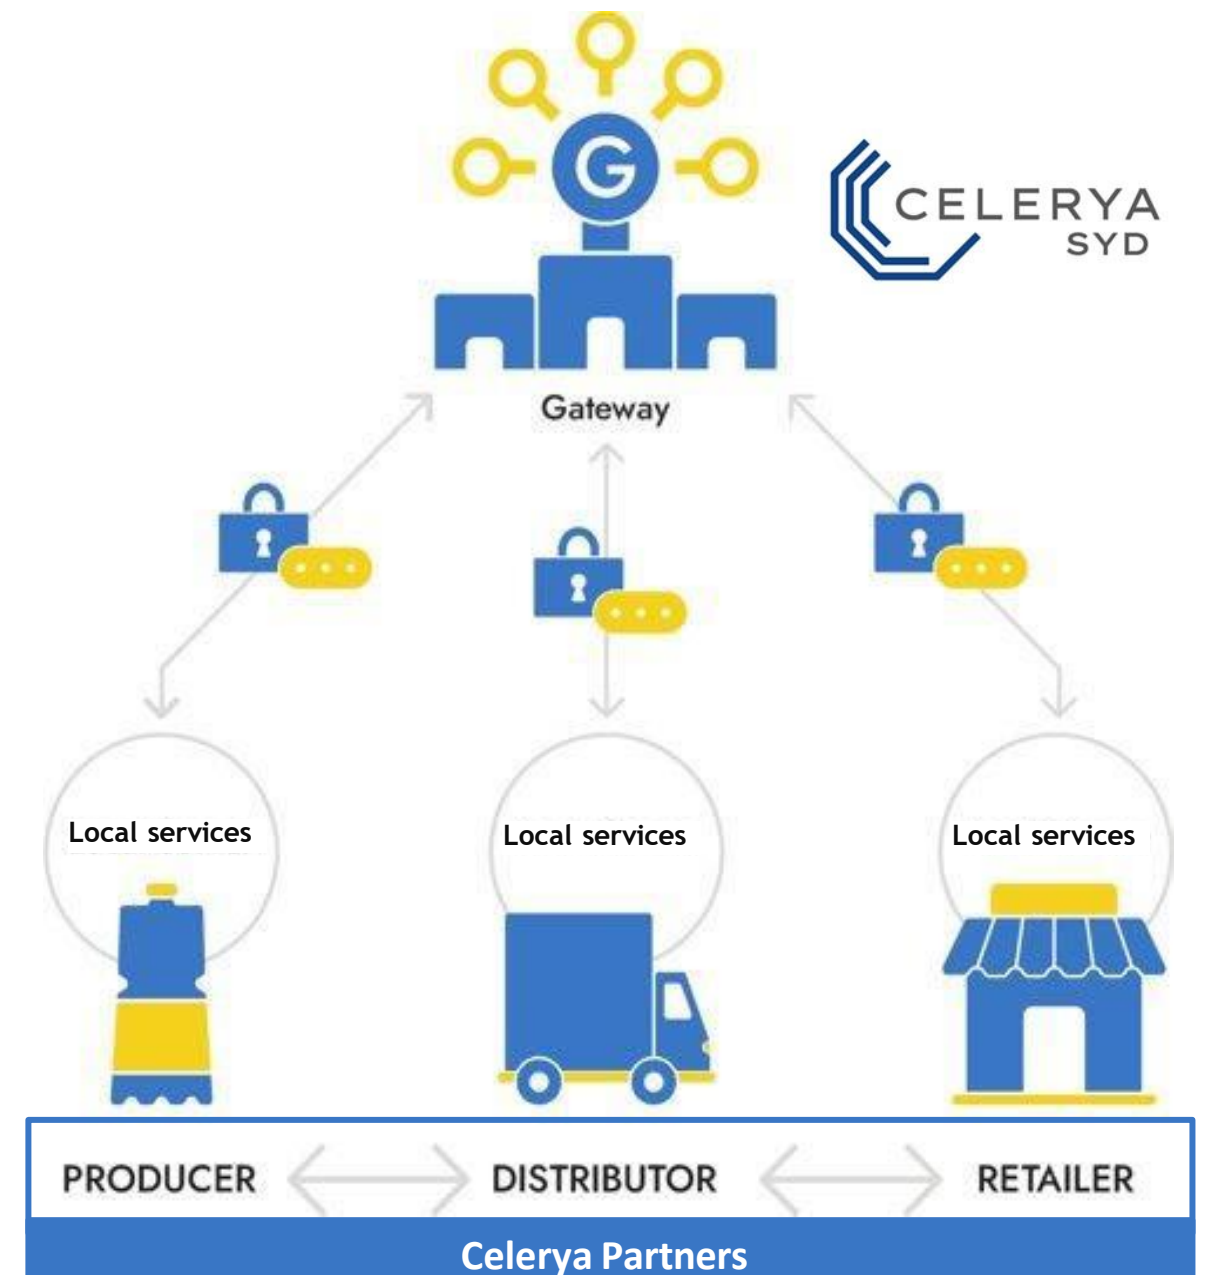 G
CELERYA
SYD
Gateway
Local services
Local services
Local services
PRODUCER
DISTRIBUTOR
RETAILER
Celerya Partners